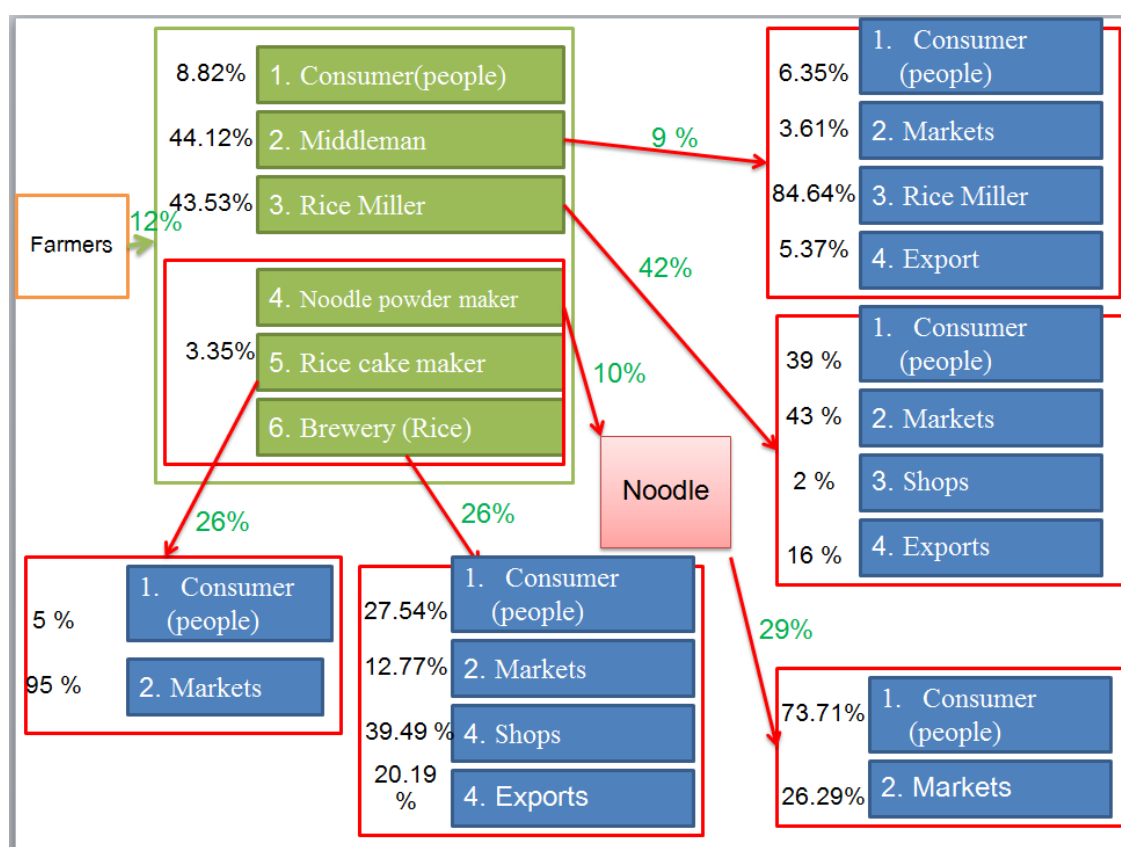 Farmers
12%
8.82%
1. Consumer(people)
44.12%
2. Middleman
43.53%
3. Rice Miller
3.35%
4. Noodle powder maker
5. Rice cake maker
6. Brewery (Rice)
9 %
42%
10%
26%
26%
Noodle
29%
6.35%
1. Consumer
(people)
3.61%
2. Markets
84.64%
3. Rice Miller
5.37%
4. Export
39 %
1. Consumer
(people)
43 %
2. Markets
2 %
3. Shops
16 %
4. Exports
5 %
1. Consumer
(people)
95 %
2. Markets
27.54%
1. Consumer
(people)
12.77%
2. Markets
39.49 %
4. Shops
20.19
%
4. Exports
73.71%
1. Consumer
(people)
26.29%
2. Markets